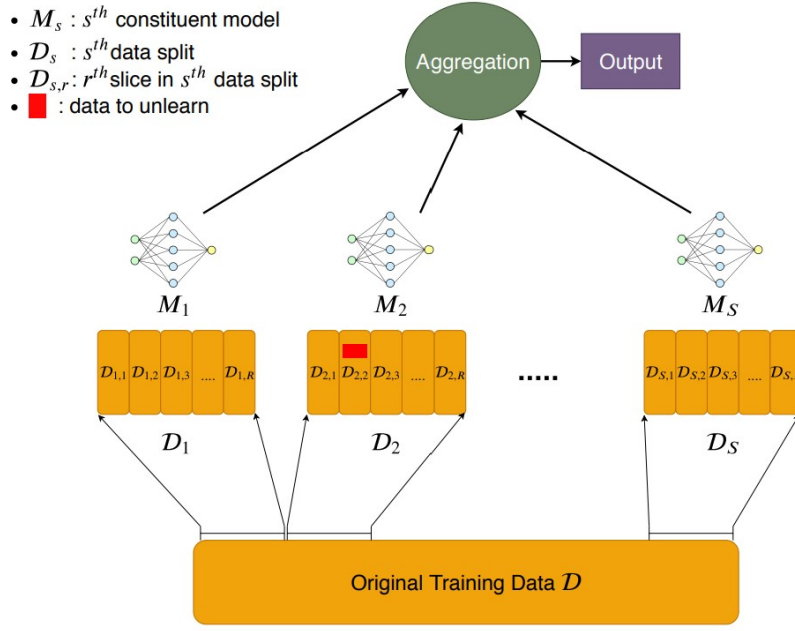 • M_s : s^th constituent model
• 𝒟_s : s^th data split
• 𝒟_s,r : r^th slice in s^th data split
• : data to unlearn
Aggregation
Output
M_1
M_2
M_S
𝒟_1,1 𝒟_1,2 𝒟_1,3 .... 𝒟_1,R
𝒟_2,1 𝒟_2,2 𝒟_2,3 .... 𝒟_2,R
.....
𝒟_S,1 𝒟_S,2 𝒟_S,3 ....
𝒟_1
𝒟_2
𝒟_S
Original Training Data 𝒟